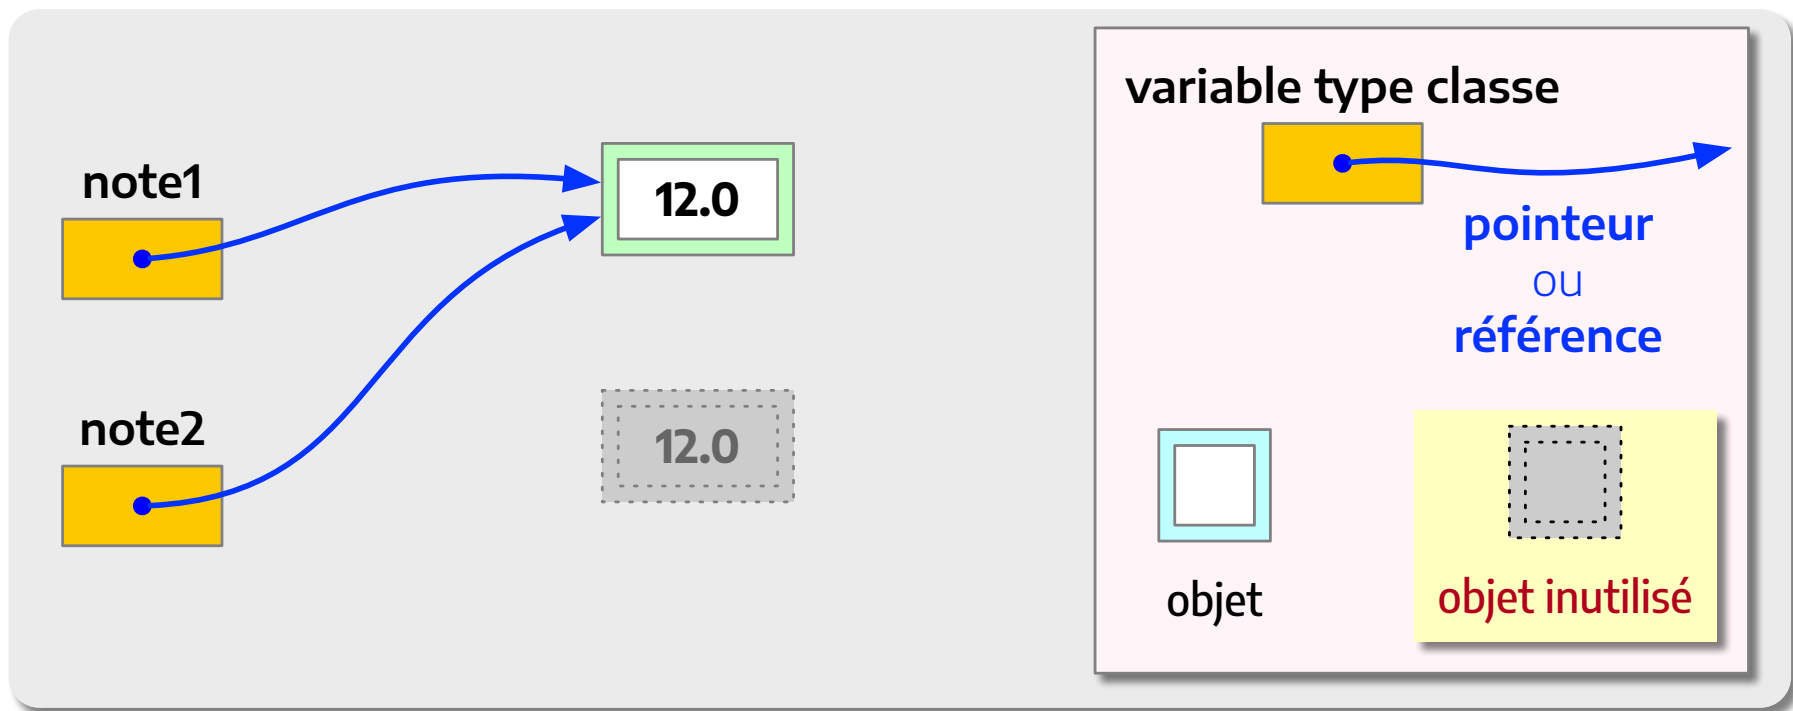 note1
12.0
note2
12.0
variable type classe
pointeur
ou
référence
objet
objet inutilisé